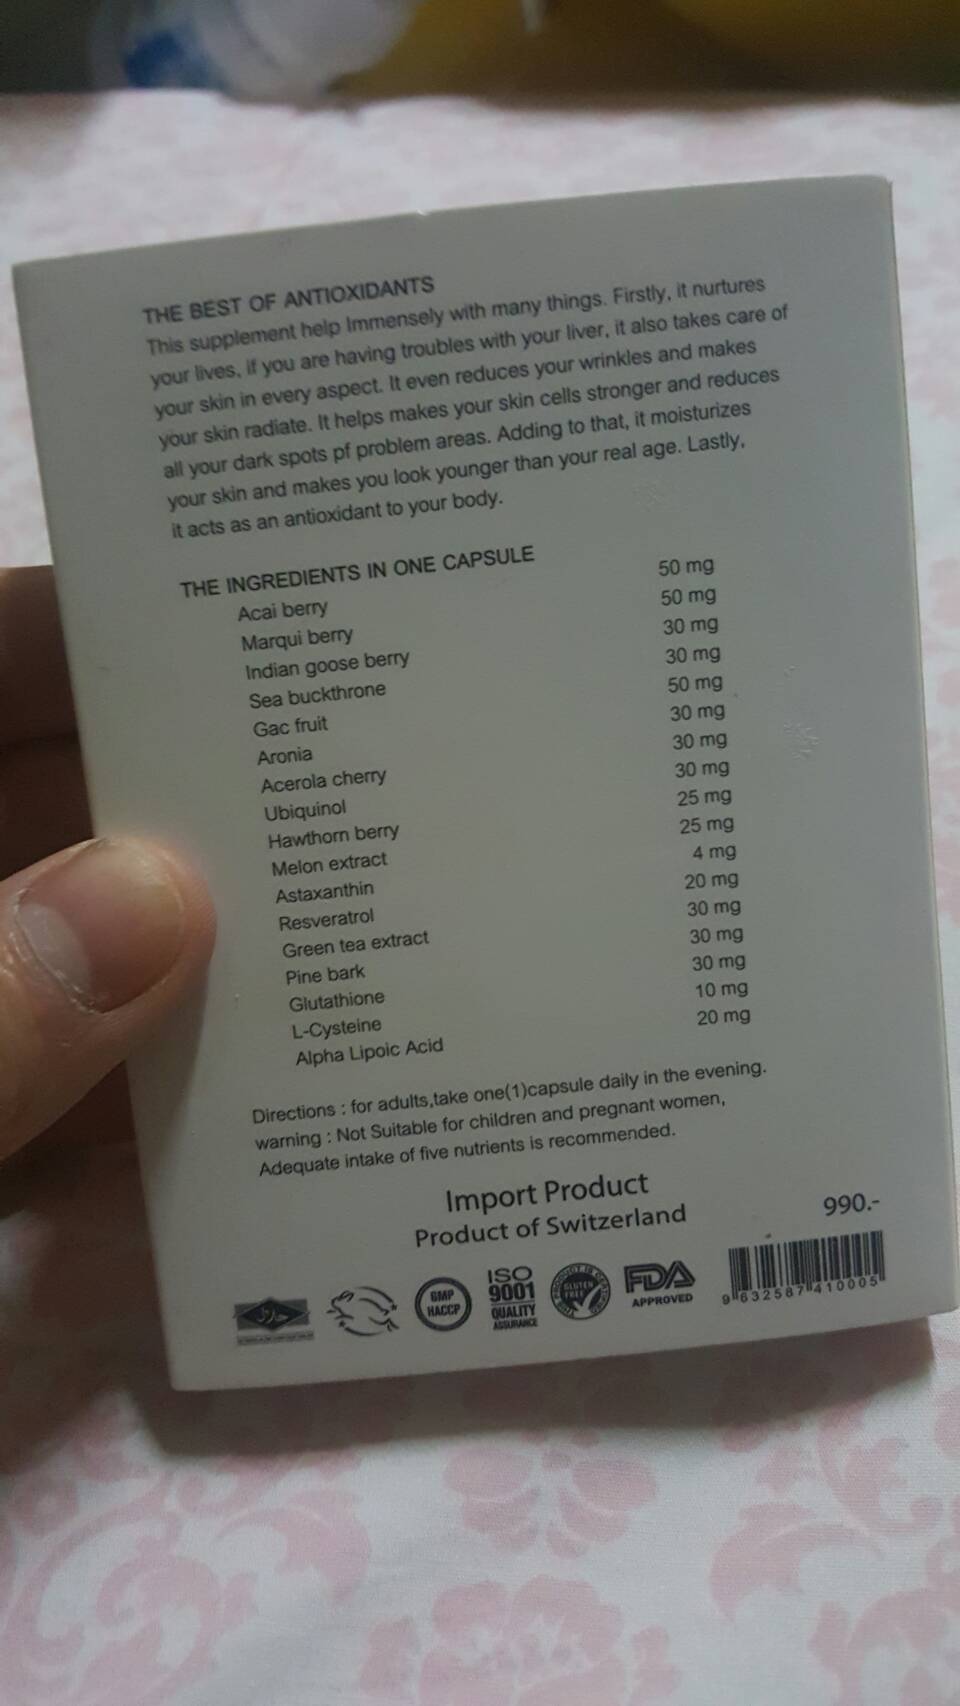 THE BEST OF ANTIOXIDANTS
This supplement help Immensely with many things. Firstly, it nurtures
your lives, if you are having troubles with your liver, it also takes care of
your skin in every aspect. It even reduces your wrinkles and makes
your skin radiate. It helps makes your skin cells stronger and reduces
all your dark spots pf problem areas. Adding to that, it moisturizes
your skin and makes you look younger than your real age. Lastly,
it acts as an antioxidant to your body.
THE INGREDIENTS IN ONE CAPSULE
Acai berry 50 mg
Marqui berry 50 mg
Indian goose berry 30 mg
Sea buckthrone 30 mg
Gac fruit 50 mg
Aronia 30 mg
Acerola cherry 30 mg
Ubiquinol 30 mg
Hawthorn berry 25 mg
Melon extract 25 mg
Astaxanthin 4 mg
Resveratrol 20 mg
Green tea extract 30 mg
Pine bark 30 mg
Glutathione 30 mg
L-Cysteine 10 mg
Alpha Lipoic Acid 20 mg
Directions : for adults,take one(1)capsule daily in the evening.
warning : Not Suitable for children and pregnant women,
Adequate intake of five nutrients is recommended.
Import Product
Product of Switzerland
990.-
حلال
GMP
HACCP
ISO
9001
QUALITY
ASSURANCE
GLUTEN
FREE
FDA
APPROVED
9 632587 410005